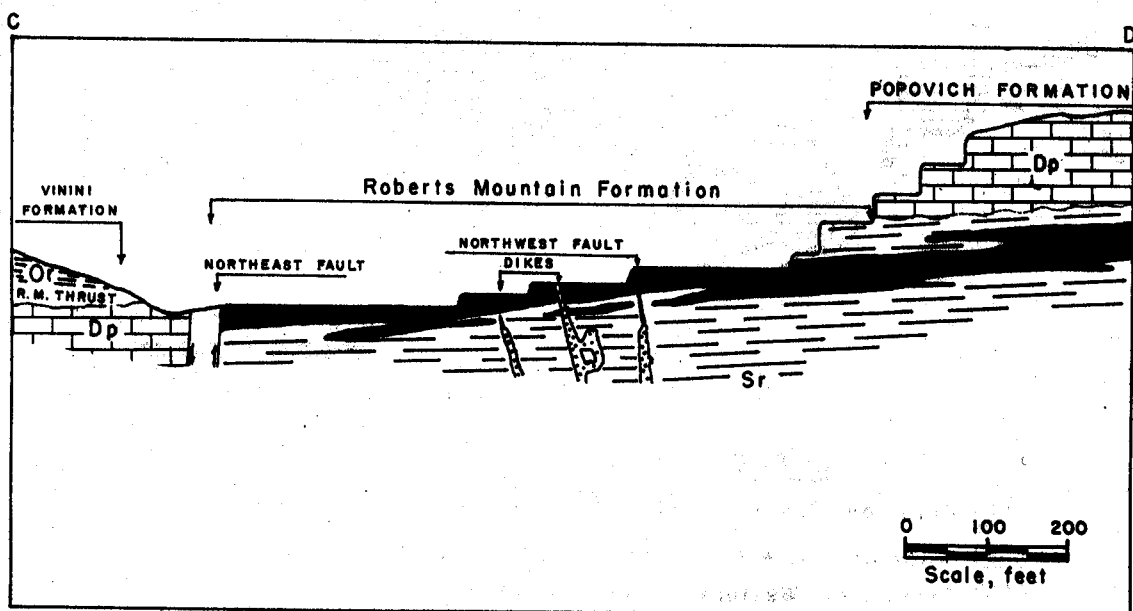 C
D
POPOVICH FORMATION
Dp
VININI
FORMATION
Roberts Mountain Formation
NORTHWEST FAULT
DIKES
NORTHEAST FAULT
Or
R.M. THRUST
Dp
Sr
0 100 200
Scale, feet